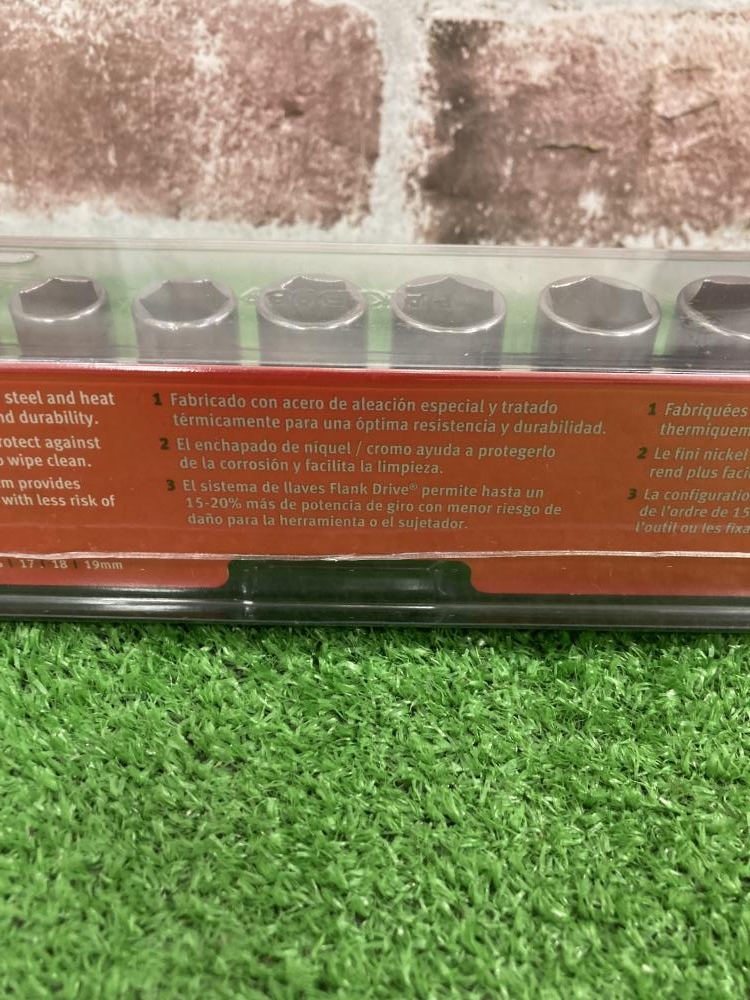 steel and heat
nd durability.
rotect against
o wipe clean.
em provides
with less risk of
17 | 18 | 19mm
1 Fabricado con acero de aleación especial y tratado
térmicamente para una óptima resistencia y durabilidad.
2 El enchapado de niquel / cromo ayuda a protegerlo
de la corrosión y facilita la limpieza.
3 El sistema de llaves Flank Drive® permite hasta un
15-20% más de potencia de giro con menor riesgo de
daño para la herramienta o el sujetador.
1 Fabriquées
thermiquem
2 Le fini nickel
rend plus faci
3 La configuratio
de l'ordre de 15
l'outil ou les fixa